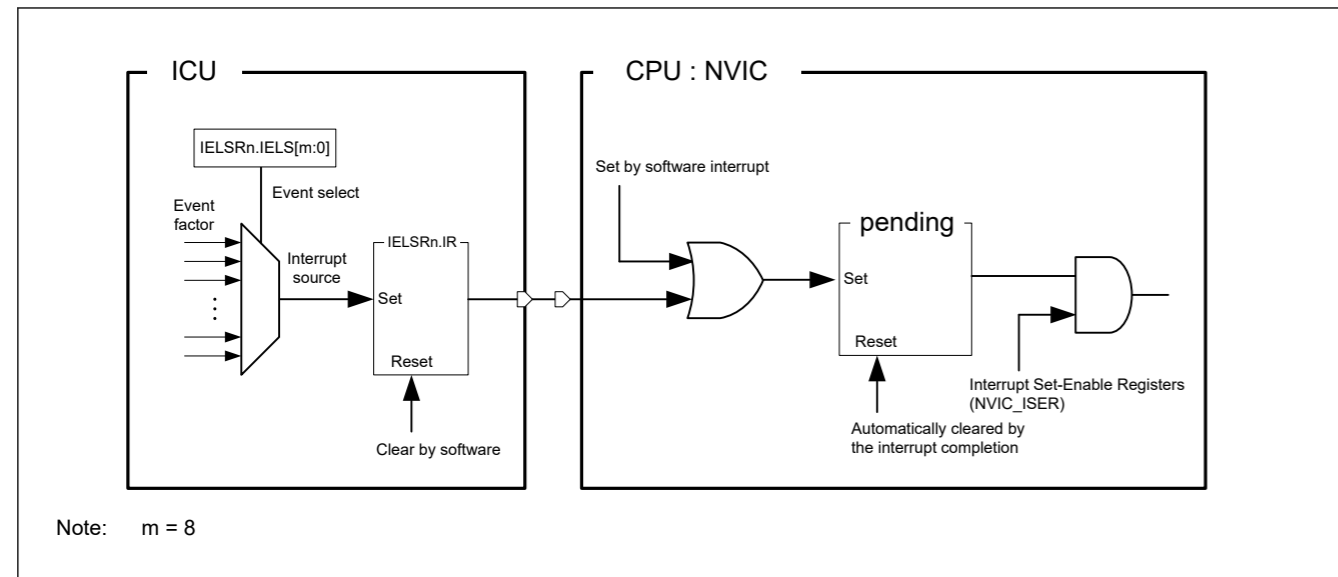 ICU
CPU : NVIC
IELSRn.IELS[m:0]
Event select
Event
factor
Interrupt
source
IELSRn.IR
Set
Reset
Clear by software
Set by software interrupt
pending
Set
Reset
Automatically cleared by
the interrupt completion
Interrupt Set-Enable Registers
(NVIC_ISER)
Note: m = 8